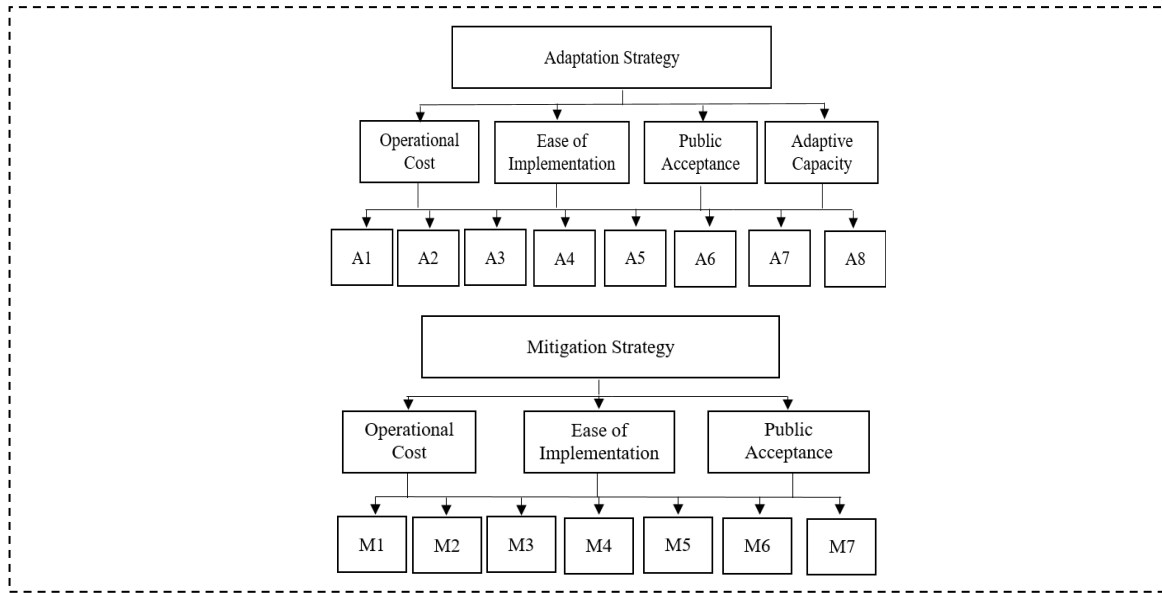 Adaptation Strategy
Operational
Cost
Ease of
Implementation
Public
Acceptance
Adaptive
Capacity
A1
A2
A3
A4
A5
A6
A7
A8
Mitigation Strategy
Operational
Cost
Ease of
Implementation
Public
Acceptance
M1
M2
M3
M4
M5
M6
M7